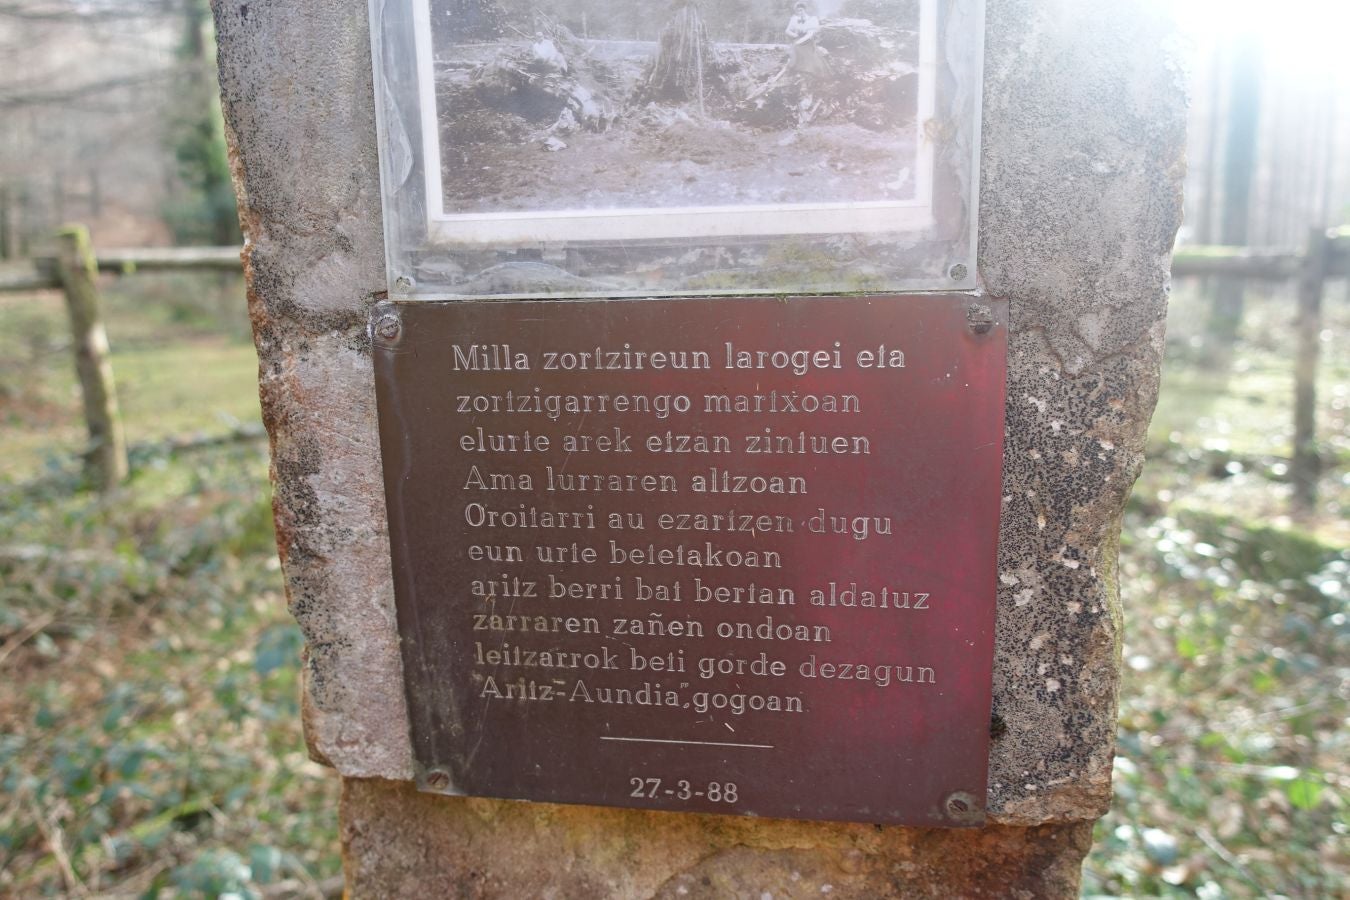 Milla zortzireun larogei eta
zortzigarrengo martxoan
elurte arek etzan zintuen
Ama lurraren altzoan
Oroitarri au ezartzen dugu
eun urte betetakoan
aritz berri bat bertan aldatuz
zarraren zañen ondoan
leitzarrok beti gorde dezagun
"Aritz-Aundia" gogoan
27-3-88